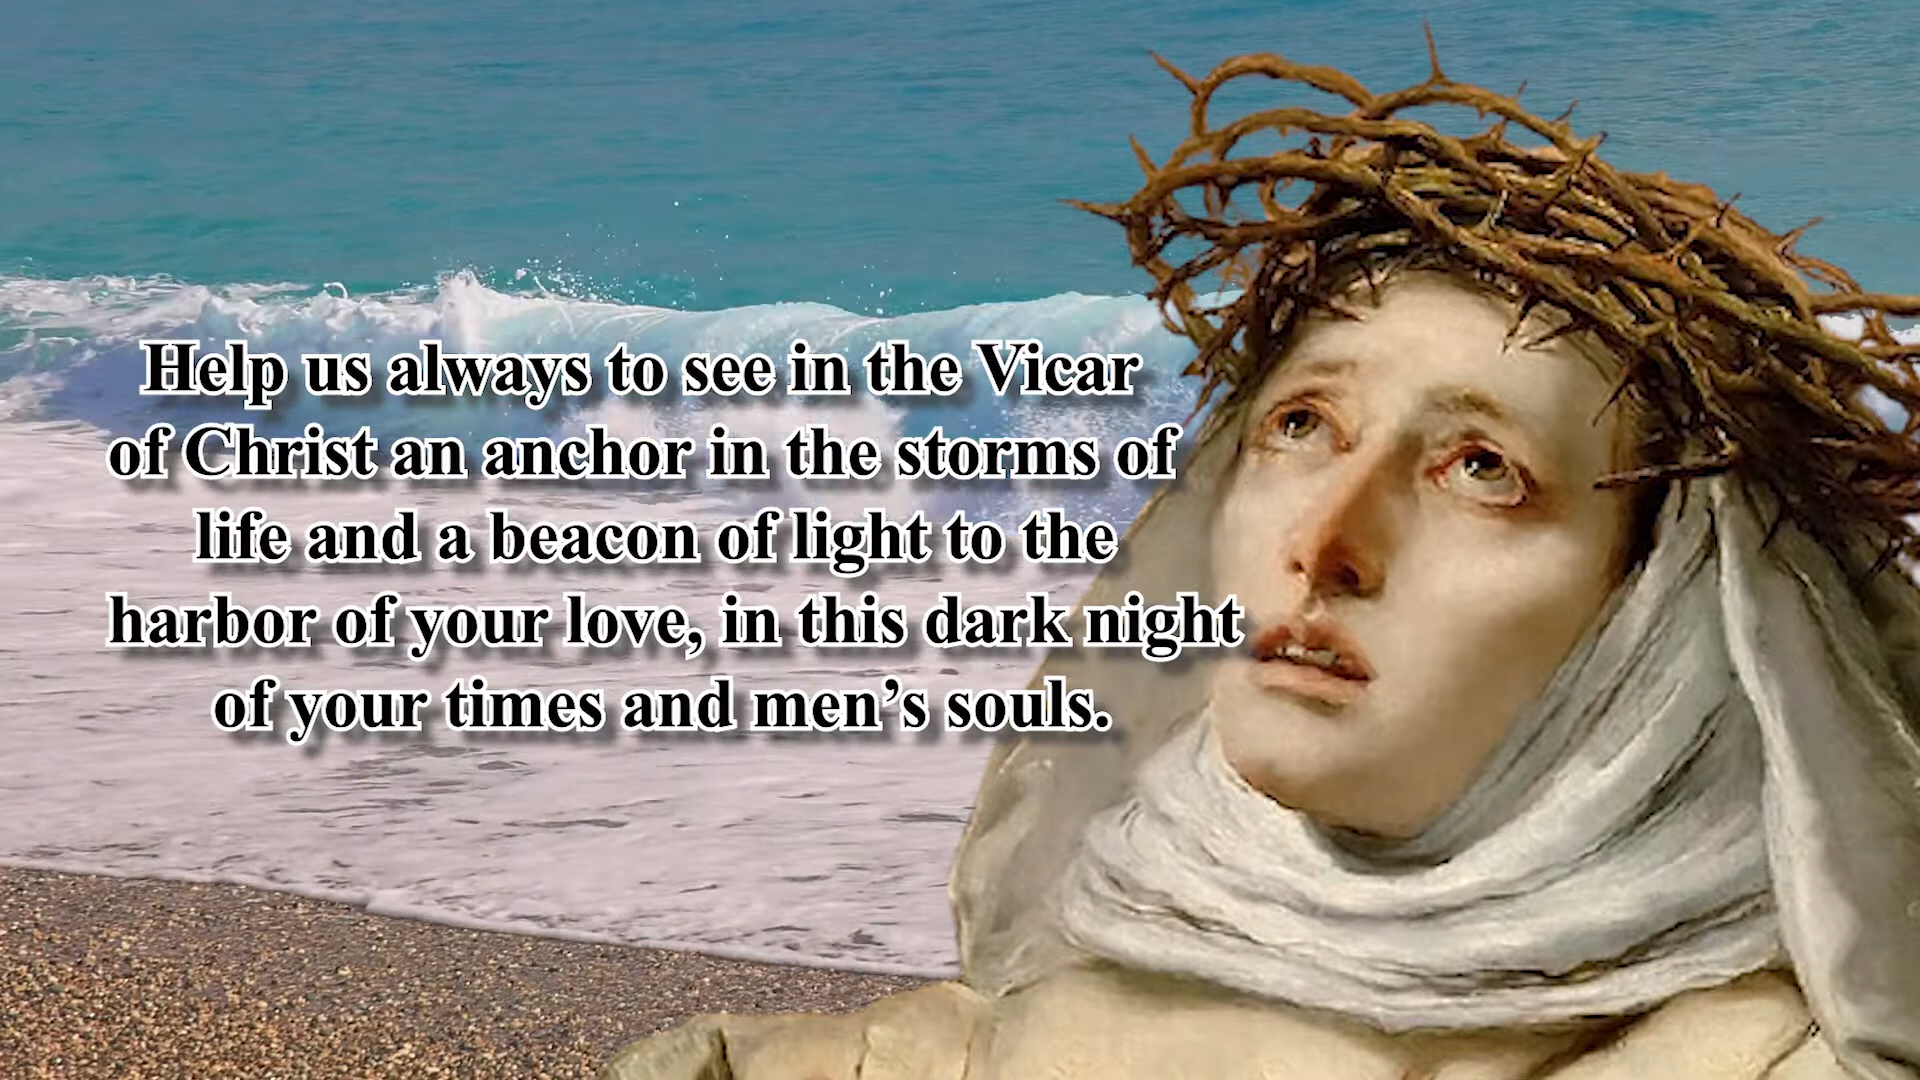 Help us always to see in the Vicar
of Christ an anchor in the storms of
life and a beacon of light to the
harbor of your love, in this dark night
of your times and men’s souls.